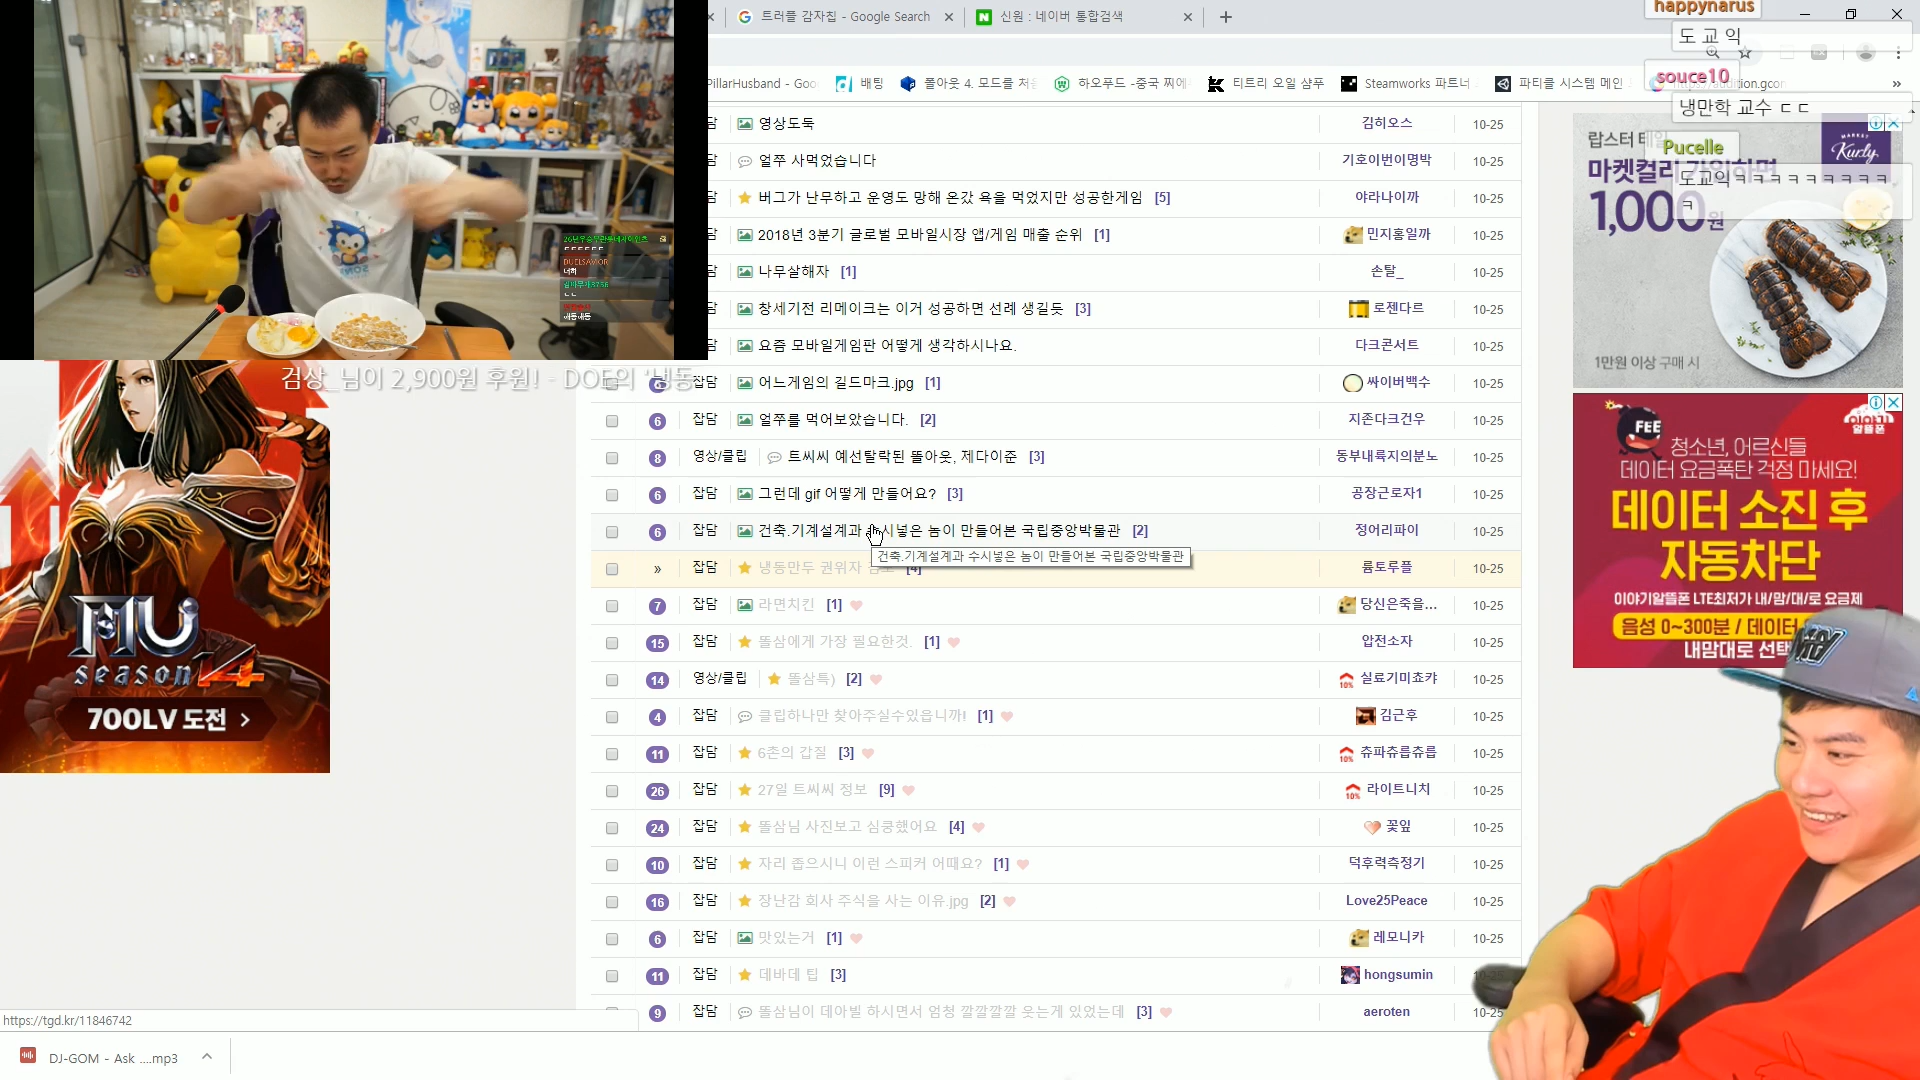 트러플 감자칩 - Google Search
신원 : 네이버 통합검색
PillarHusband - Goo
배팅
폴아웃 4. 모드를 처음
하오푸드 -중국 찌에
티트리 오일 샴푸
Steamworks 파트너
파티클 시스템 메인
https://audition.gcon
»
happynarus
도 교 익
souce10
냉만학 교수 ㄷㄷ
Pucelle
도교익ㅋㅋㅋㅋㅋㅋㅋㅋㅋ
ㅋ
DUELSAVIOR
검상_님이 2,900원 후원! - DOE의 '냉동
담 영상도둑 김히오스 10-25
담 얼쭈 사먹었습니다 기호이번이명박 10-25
담 버그가 난무하고 운영도 망해 온갖 욕을 먹었지만 성공한게임 [5] 야라나이까 10-25
담 2018년 3분기 글로벌 모바일시장 앱/게임 매출 순위 [1] 민지홍일까 10-25
담 나무살해자 [1] 손탈_ 10-25
담 창세기전 리메이크는 이거 성공하면 선례 생길듯 [3] 로젠다르 10-25
담 요즘 모바일게임판 어떻게 생각하시나요. 다크콘서트 10-25
6 잡담 어느게임의 길드마크.jpg [1] 싸이버백수 10-25
6 잡담 얼쭈를 먹어보았습니다. [2] 지존다크건우 10-25
8 영상/클립 트씨씨 예선탈락된 똘아웃, 제다이준 [3] 동부내륙지의분노 10-25
6 잡담 그런데 gif 어떻게 만들어요? [3] 공장근로자1 10-25
6 잡담 건축.기계설계과 수시넣은 놈이 만들어본 국립중앙박물관 [2] 정어리파이 10-25
건축.기계설계과 수시넣은 놈이 만들어본 국립중앙박물관
» 잡담 냉동만두 권위자 [4] 륨토루플 10-25
7 잡담 라면치킨 [1] 당신은죽을... 10-25
15 잡담 똘삼에게 가장 필요한것. [1] 압전소자 10-25
14 영상/클립 똘삼톡) [2] 실료기미쵸캬 10-25
4 잡담 클립하나만 찾아주실수있읍니까! [1] 김근후 10-25
11 잡담 6촌의 갑질 [3] 츄파츄릅츄릅 10-25
26 잡담 27일 트씨씨 정보 [9] 라이트니치 10-25
24 잡담 똘삼님 사진보고 심쿵했어요 [4] 꽃잎 10-25
10 잡담 자리 좁으시니 이런 스피커 어때요? [1] 덕후력측정기 10-25
16 잡담 장난감 회사 주식을 사는 이유.jpg [2] Love25Peace 10-25
6 잡담 맛있는거 [1] 레모니카 10-25
11 잡담 데바데 팁 [3] hongsumin 10-25
9 잡담 똘삼님이 데아빌 하시면서 엄청 깔깔깔깔 웃는게 있었는데 [3] aeroten 10-25
랍스터 테일
마켓컬리 가입하면
1,000원
MARKET
Kurly
1만원 이상 구매 시
FEE
이야기
알뜰폰
청소년, 어르신들
데이터 요금폭탄 걱정 마세요!
데이터 소진 후
자동차단
이야기알뜰폰 LTE최저가 내/맘/대/로 요금제
음성 0~300분 / 데이터
내맘대로 선택
MU
season14
700LV 도전 >
https://tgd.kr/11846742
DJ-GOM - Ask ....mp3